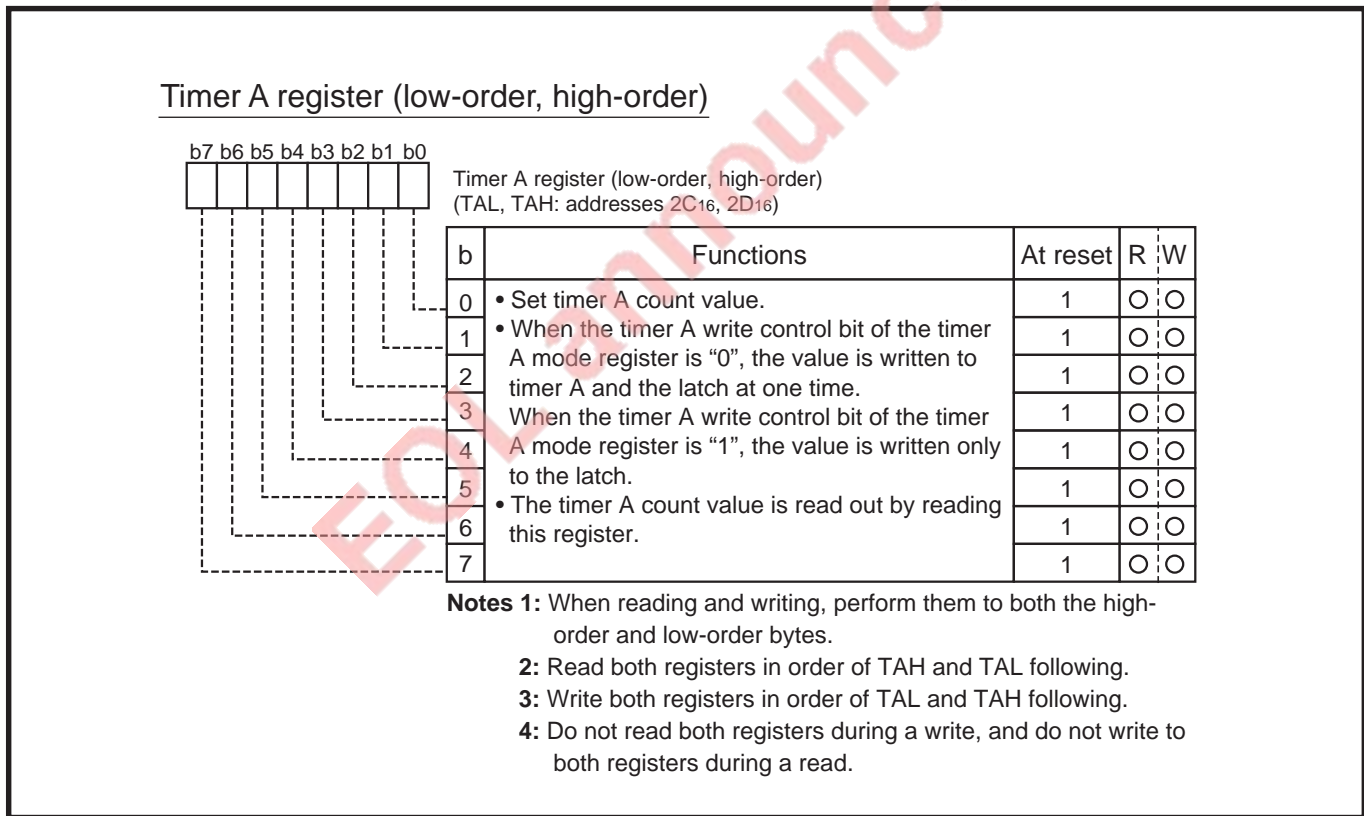 Timer A register (low-order, high-order)
b7 b6 b5 b4 b3 b2 b1 b0
Timer A register (low-order, high-order)
(TAL, TAH: addresses 2C16, 2D16)
b Functions At reset R W
0 • Set timer A count value. 1 O O
1 • When the timer A write control bit of the timer 1 O O
A mode register is “0”, the value is written to
2 timer A and the latch at one time. 1 O O
3 When the timer A write control bit of the timer 1 O O
4 A mode register is “1”, the value is written only 1 O O
to the latch.
5 • The timer A count value is read out by reading 1 O O
6 this register. 1 O O
7 1 O O
Notes 1: When reading and writing, perform them to both the high-
order and low-order bytes.
2: Read both registers in order of TAH and TAL following.
3: Write both registers in order of TAL and TAH following.
4: Do not read both registers during a write, and do not write to
both registers during a read.
EOL announc